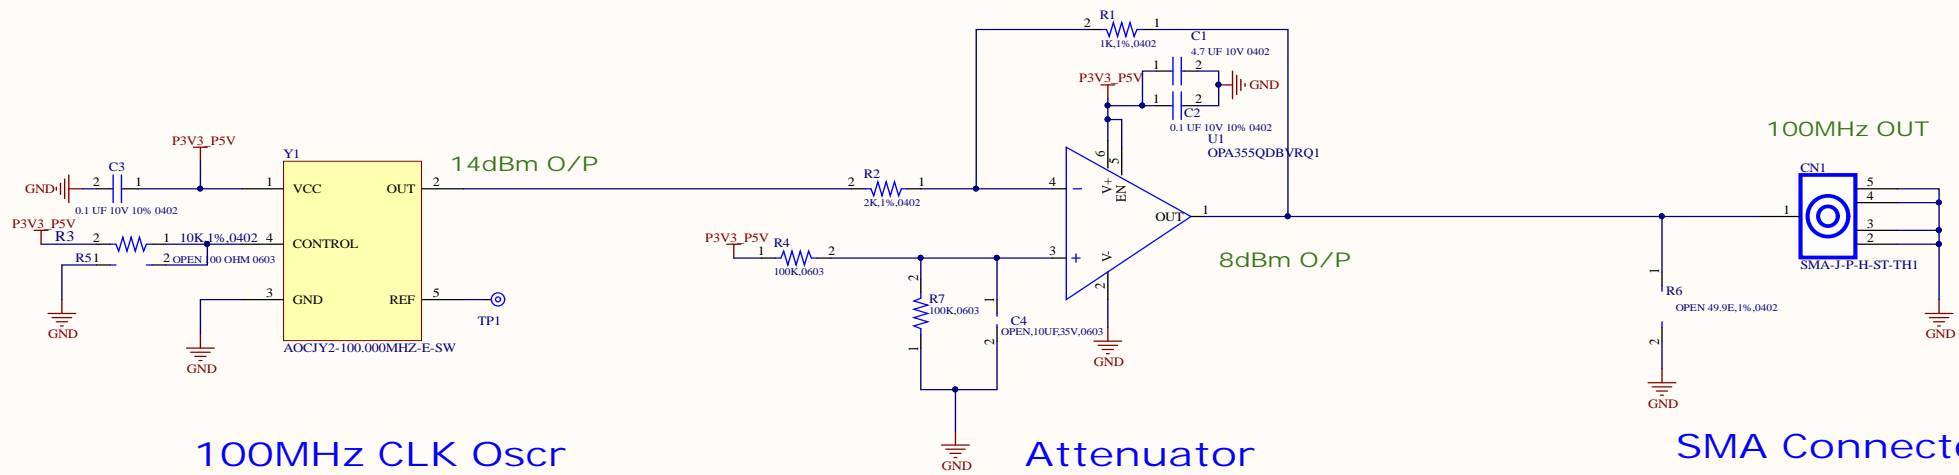 2
R1
1
1K,1%,0402
C1
4.7 UF 10V 0402
1
2
P3V3_P5V
GND
1
2
C2
0.1 UF 10V 10% 0402
U1
OPA355QDBVRQ1
100MHz OUT
P3V3_P5V
Y1
14dBm O/P
C3
GND
2
1
0.1 UF 10V 10% 0402
1
VCC
OUT
2
2
R2
1
2K,1%,0402
4
6
5
V+
EN
OUT
1
CN1
1
5
4
3
2
SMA-J-P-H-ST-TH1
P3V3_P5V
R3
2
1
10K,1%,0402
4
CONTROL
R5
1
2
OPEN 100 OHM 0603
GND
3
GND
REF
5
TP1
GND
AOCJY2-100.000MHZ-E-SW
P3V3_P5V
1
R4
2
100K,0603
3
V-
2
8dBm O/P
2
R7
100K,0603
1
1
C4
OPEN,10UF,35V,0603
2
GND
1
R6
OPEN 49.9E,1%,0402
2
GND
GND
GND
100MHz CLK Oscr
Attenuator
SMA Connecto